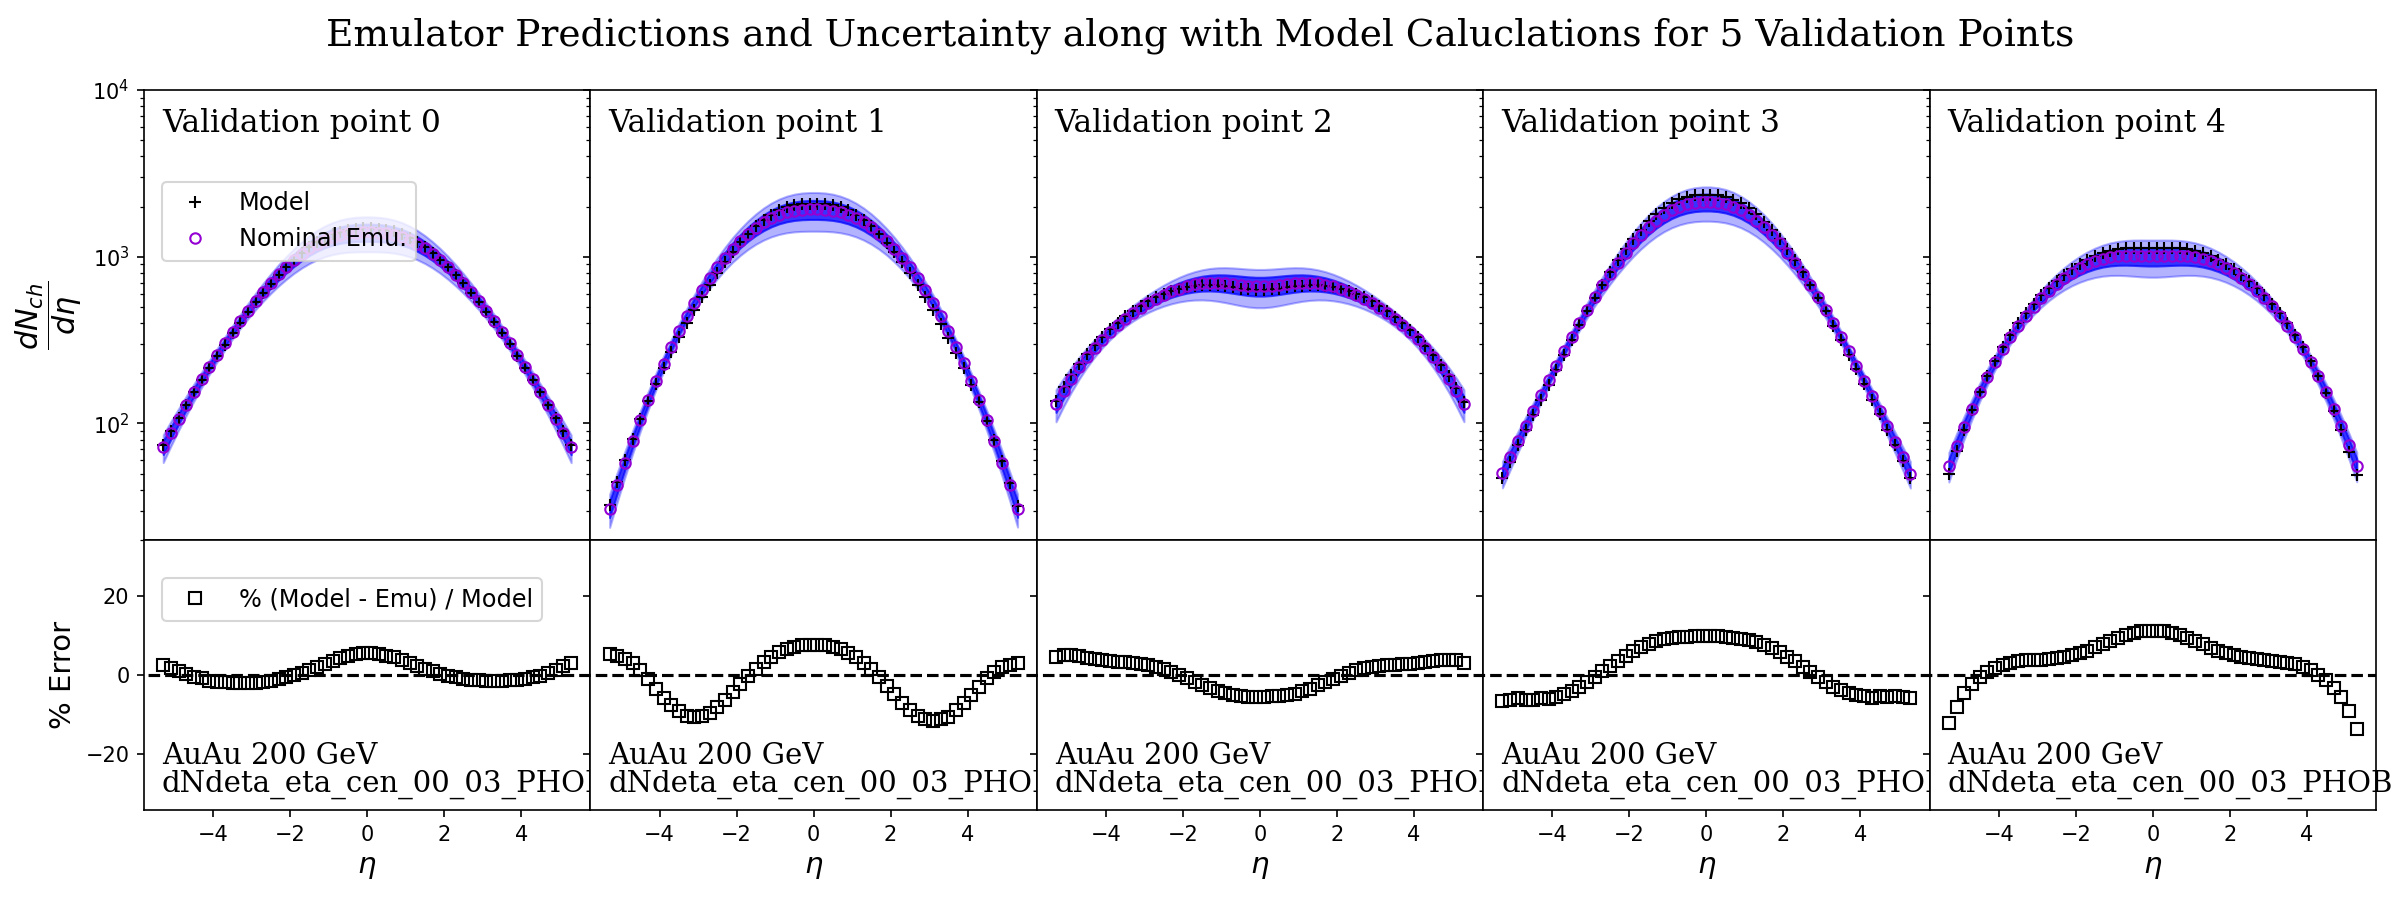 Emulator Predictions and Uncertainty along with Model Caluclations for 5 Validation Points
Validation point 0
Validation point 1
Validation point 2
Validation point 3
Validation point 4
Model
Nominal Emu.
10^4
10^3
10^2
dN_ch
dη
% (Model - Emu) / Model
20
0
−20
% Error
AuAu 200 GeV
dNdeta_eta_cen_00_03_PHO
AuAu 200 GeV
dNdeta_eta_cen_00_03_PHO
AuAu 200 GeV
dNdeta_eta_cen_00_03_PHO
AuAu 200 GeV
dNdeta_eta_cen_00_03_PHO
AuAu 200 GeV
dNdeta_eta_cen_00_03_PHOB
−4 −2 0 2 4
−4 −2 0 2 4
−4 −2 0 2 4
−4 −2 0 2 4
−4 −2 0 2 4
η
η
η
η
η